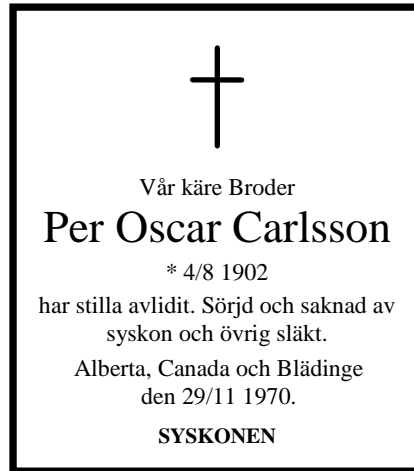 Vår käre Broder
Per Oscar Carlsson
* 4/8 1902
har stilla avlidit. Sörjd och saknad av
syskon och övrig släkt.
Alberta, Canada och Blädinge
den 29/11 1970.
SYSKONEN